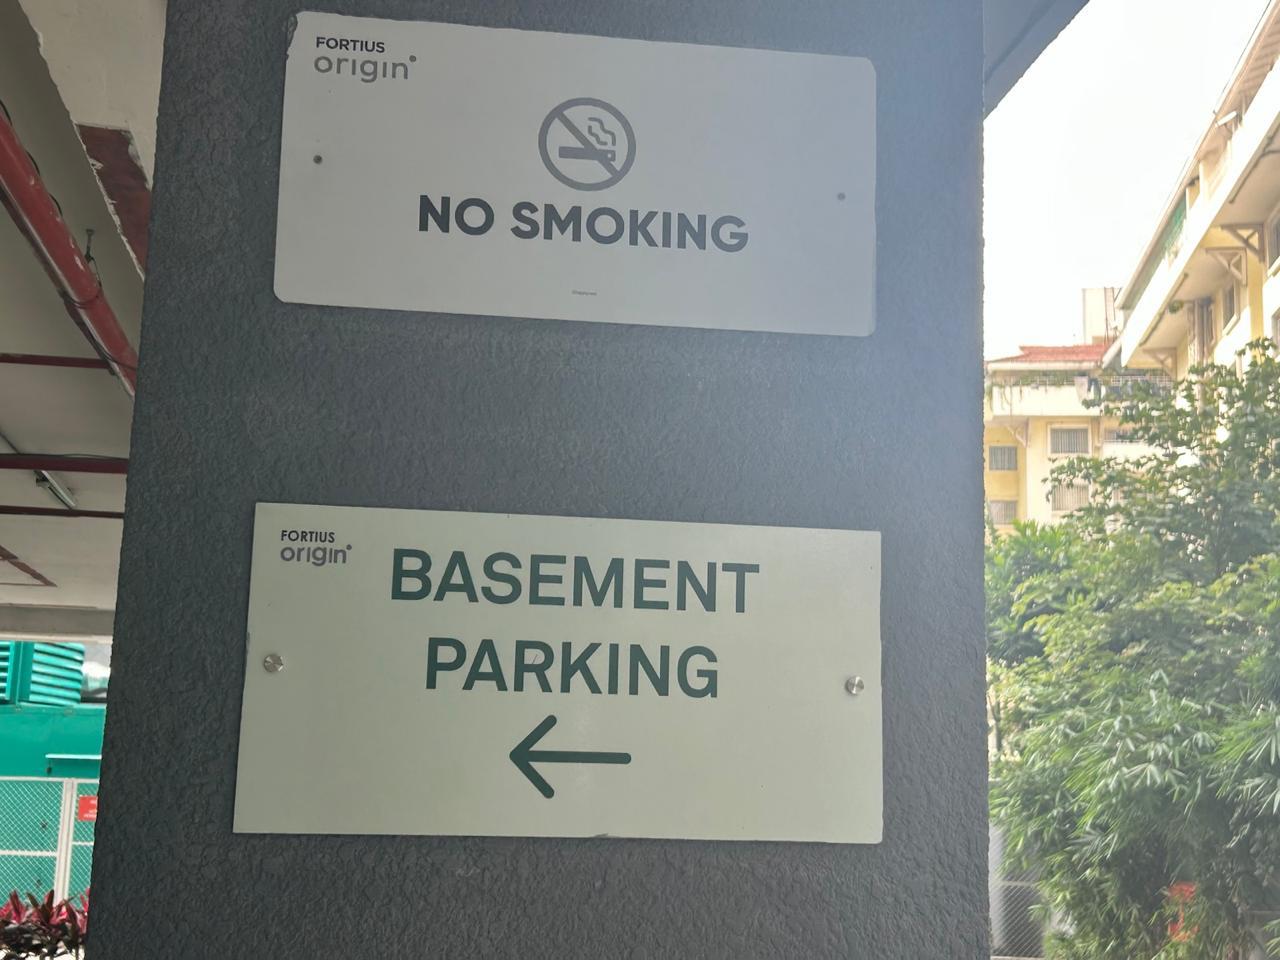 FORTIUS
origin
NO SMOKING
FORTIUS
origin
BASEMENT
PARKING